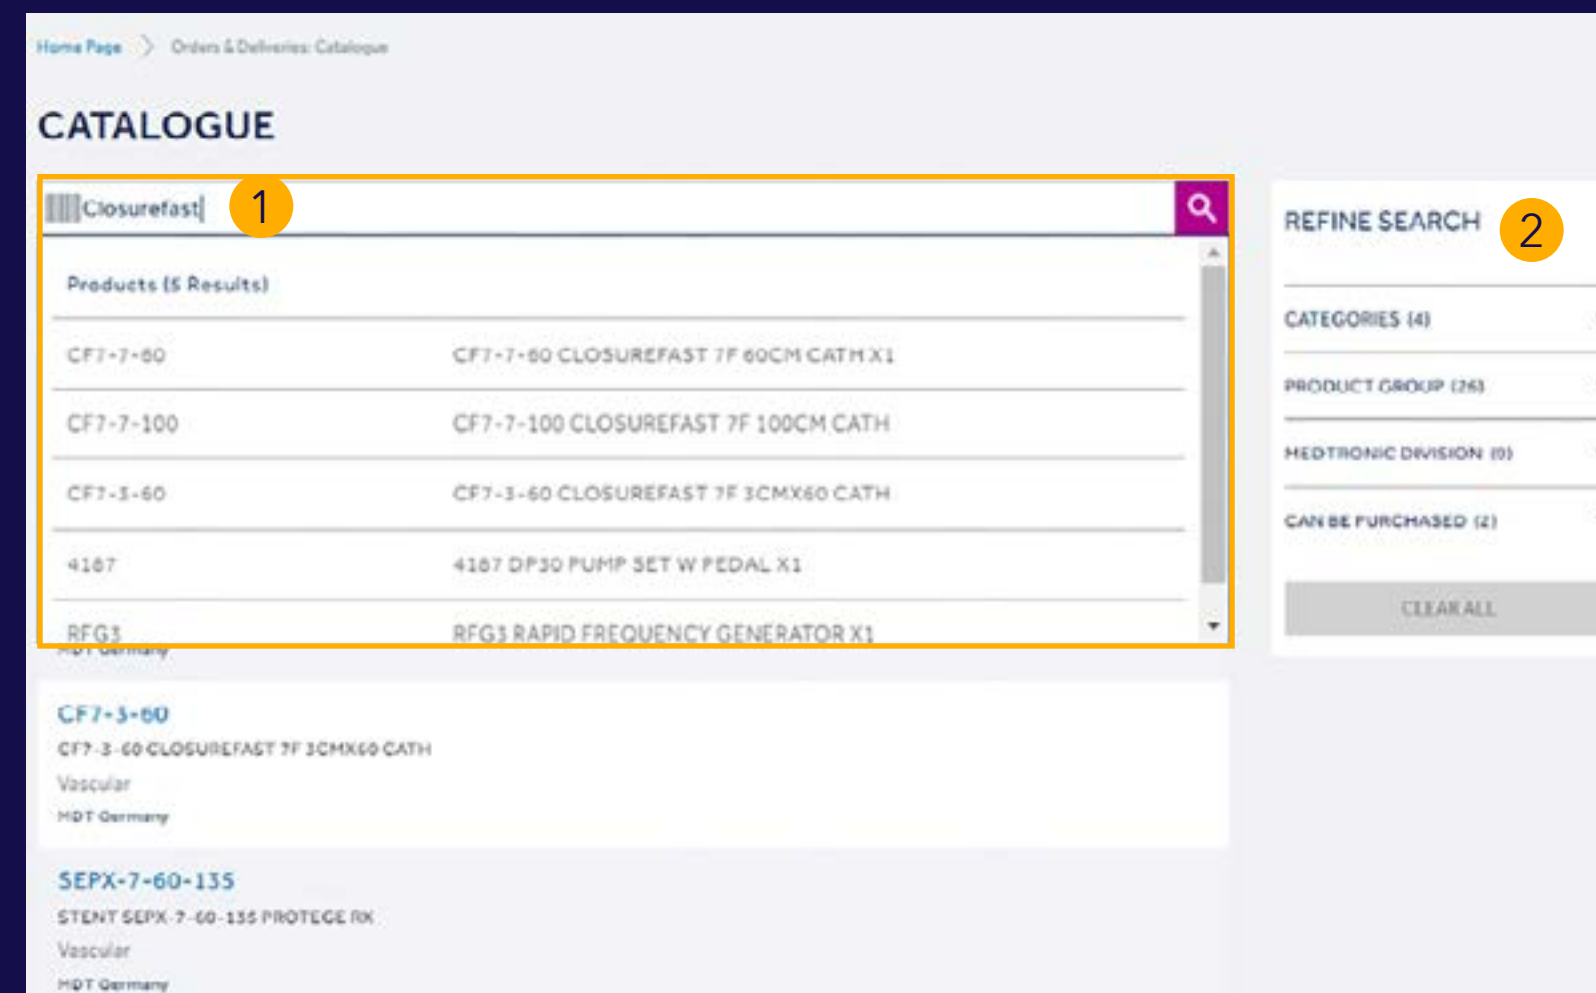 Home Page > Orders & Deliveries: Catalogue
CATALOGUE
Closurefast 1
Products (5 Results)
CF7-7-60 CF7-7-60 CLOSUREFAST 7F 60CM CATH X1
CF7-7-100 CF7-7-100 CLOSUREFAST 7F 100CM CATH
CF7-3-60 CF7-3-60 CLOSUREFAST 7F 3CMX60 CATH
4187 4187 DP30 PUMP SET W PEDAL X1
RFG3 RFG3 RAPID FREQUENCY GENERATOR X1
MDT Germany
CF7-3-60
CF7-3-60 CLOSUREFAST 7F 3CMX60 CATH
Vascular
MDT Germany
SEPX-7-60-135
STENT SEPX-7-60-135 PROTEGE RX
Vascular
MDT Germany
REFINE SEARCH 2
CATEGORIES (4)
PRODUCT GROUP (26)
MEDTRONIC DIVISION
CAN BE PURCHASED (2)
CLEAR ALL